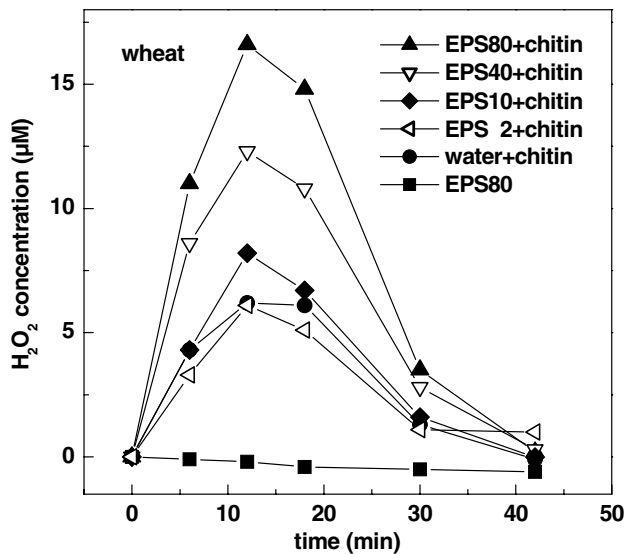 wheat
EPS80+chitin
EPS40+chitin
EPS10+chitin
EPS 2+chitin
water+chitin
EPS80
H₂O₂ concentration (µM)
15
10
5
0
0 10 20 30 40 50
time (min)